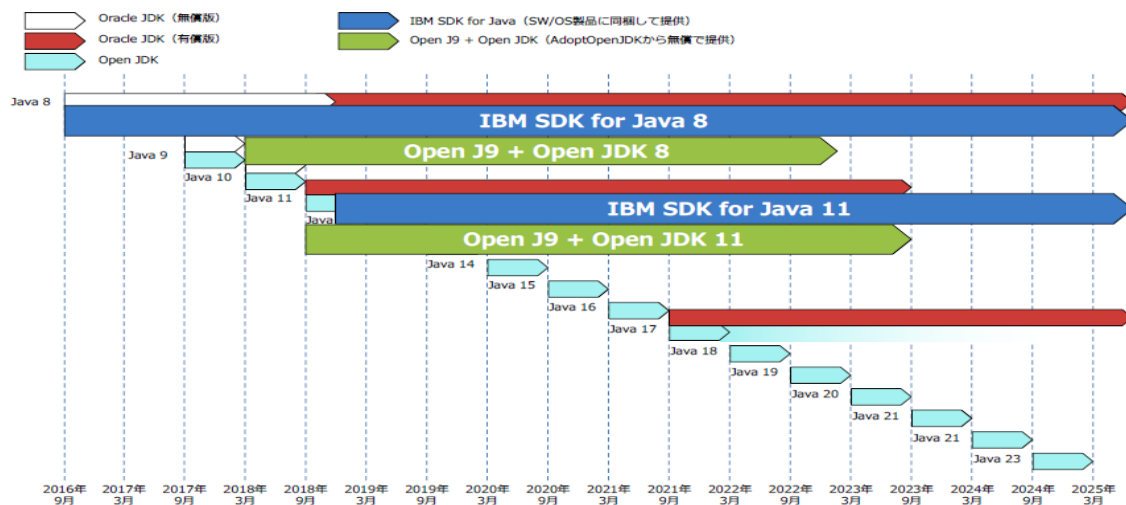 Oracle JDK（無償版）
Oracle JDK（有償版）
Open JDK
IBM SDK for Java（SW/OS製品に同梱して提供）
Open J9 + Open JDK（AdoptOpenJDKから無償で提供）
Java 8
IBM SDK for Java 8
Open J9 + Open JDK 8
Java 9
Java 10
Java 11
Java
IBM SDK for Java 11
Open J9 + Open JDK 11
Java 14
Java 15
Java 16
Java 17
Java 18
Java 19
Java 20
Java 21
Java 21
Java 23
2016年 2017年 2017年 2018年 2018年 2019年 2019年 2020年 2020年 2021年 2021年 2022年 2022年 2023年 2023年 2024年 2024年 2025年
9月 3月 9月 3月 9月 3月 9月 3月 9月 3月 9月 3月 9月 3月 9月 3月 9月 3月